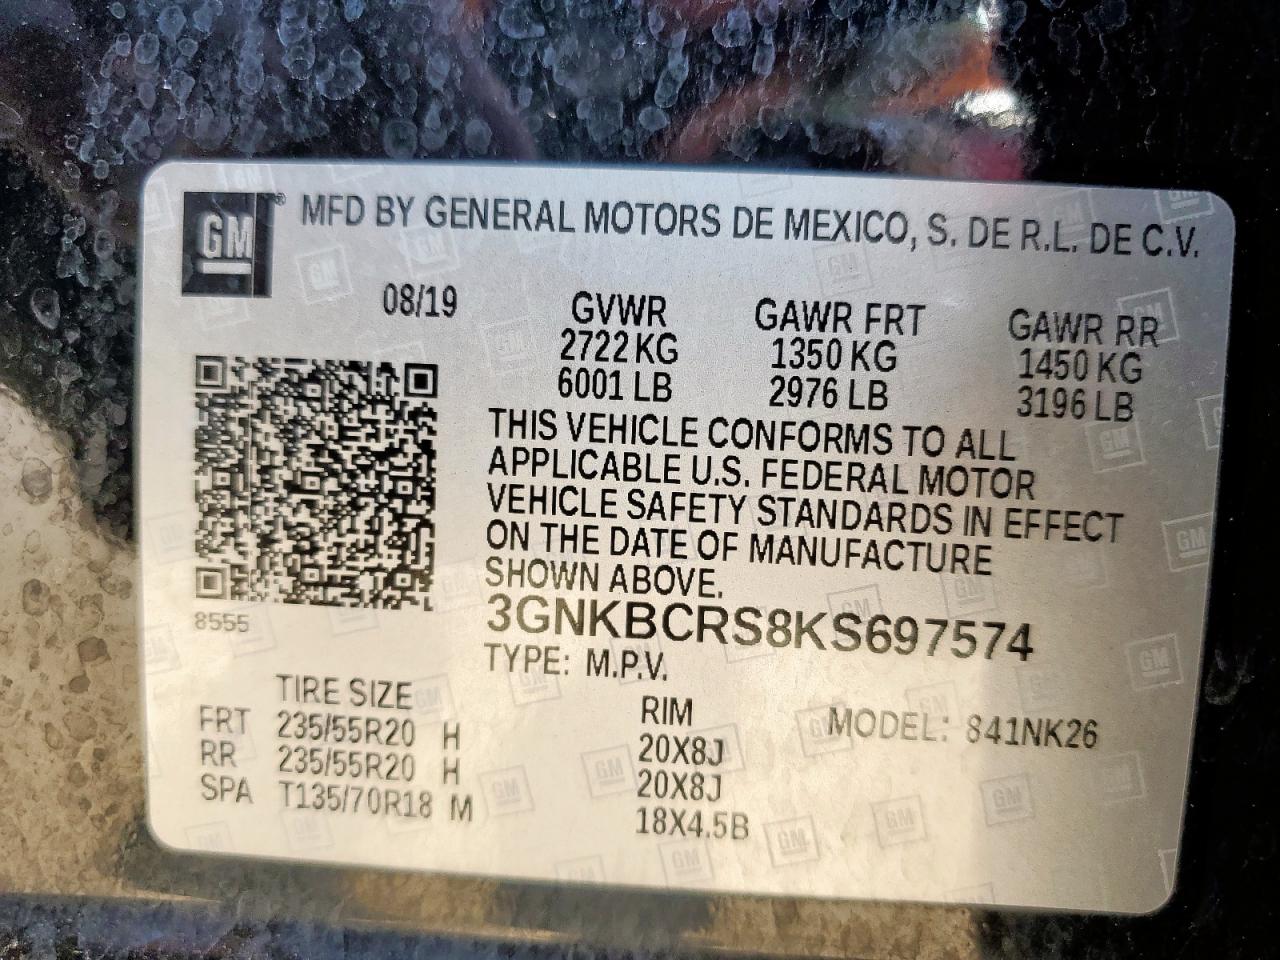 GM® MFD BY GENERAL MOTORS DE MEXICO, S. DE R.L. DE C.V.
08/19 GVWR GAWR FRT GAWR RR
2722 KG 1350 KG 1450 KG
6001 LB 2976 LB 3196 LB
THIS VEHICLE CONFORMS TO ALL
APPLICABLE U.S. FEDERAL MOTOR
VEHICLE SAFETY STANDARDS IN EFFECT
ON THE DATE OF MANUFACTURE
SHOWN ABOVE.
8555 3GNKBCRS8KS697574
TYPE: M.P.V.
TIRE SIZE RIM MODEL: 841NK26
FRT 235/55R20 H 20X8J
RR 235/55R20 H 20X8J
SPA T135/70R18 M 18X4.5B